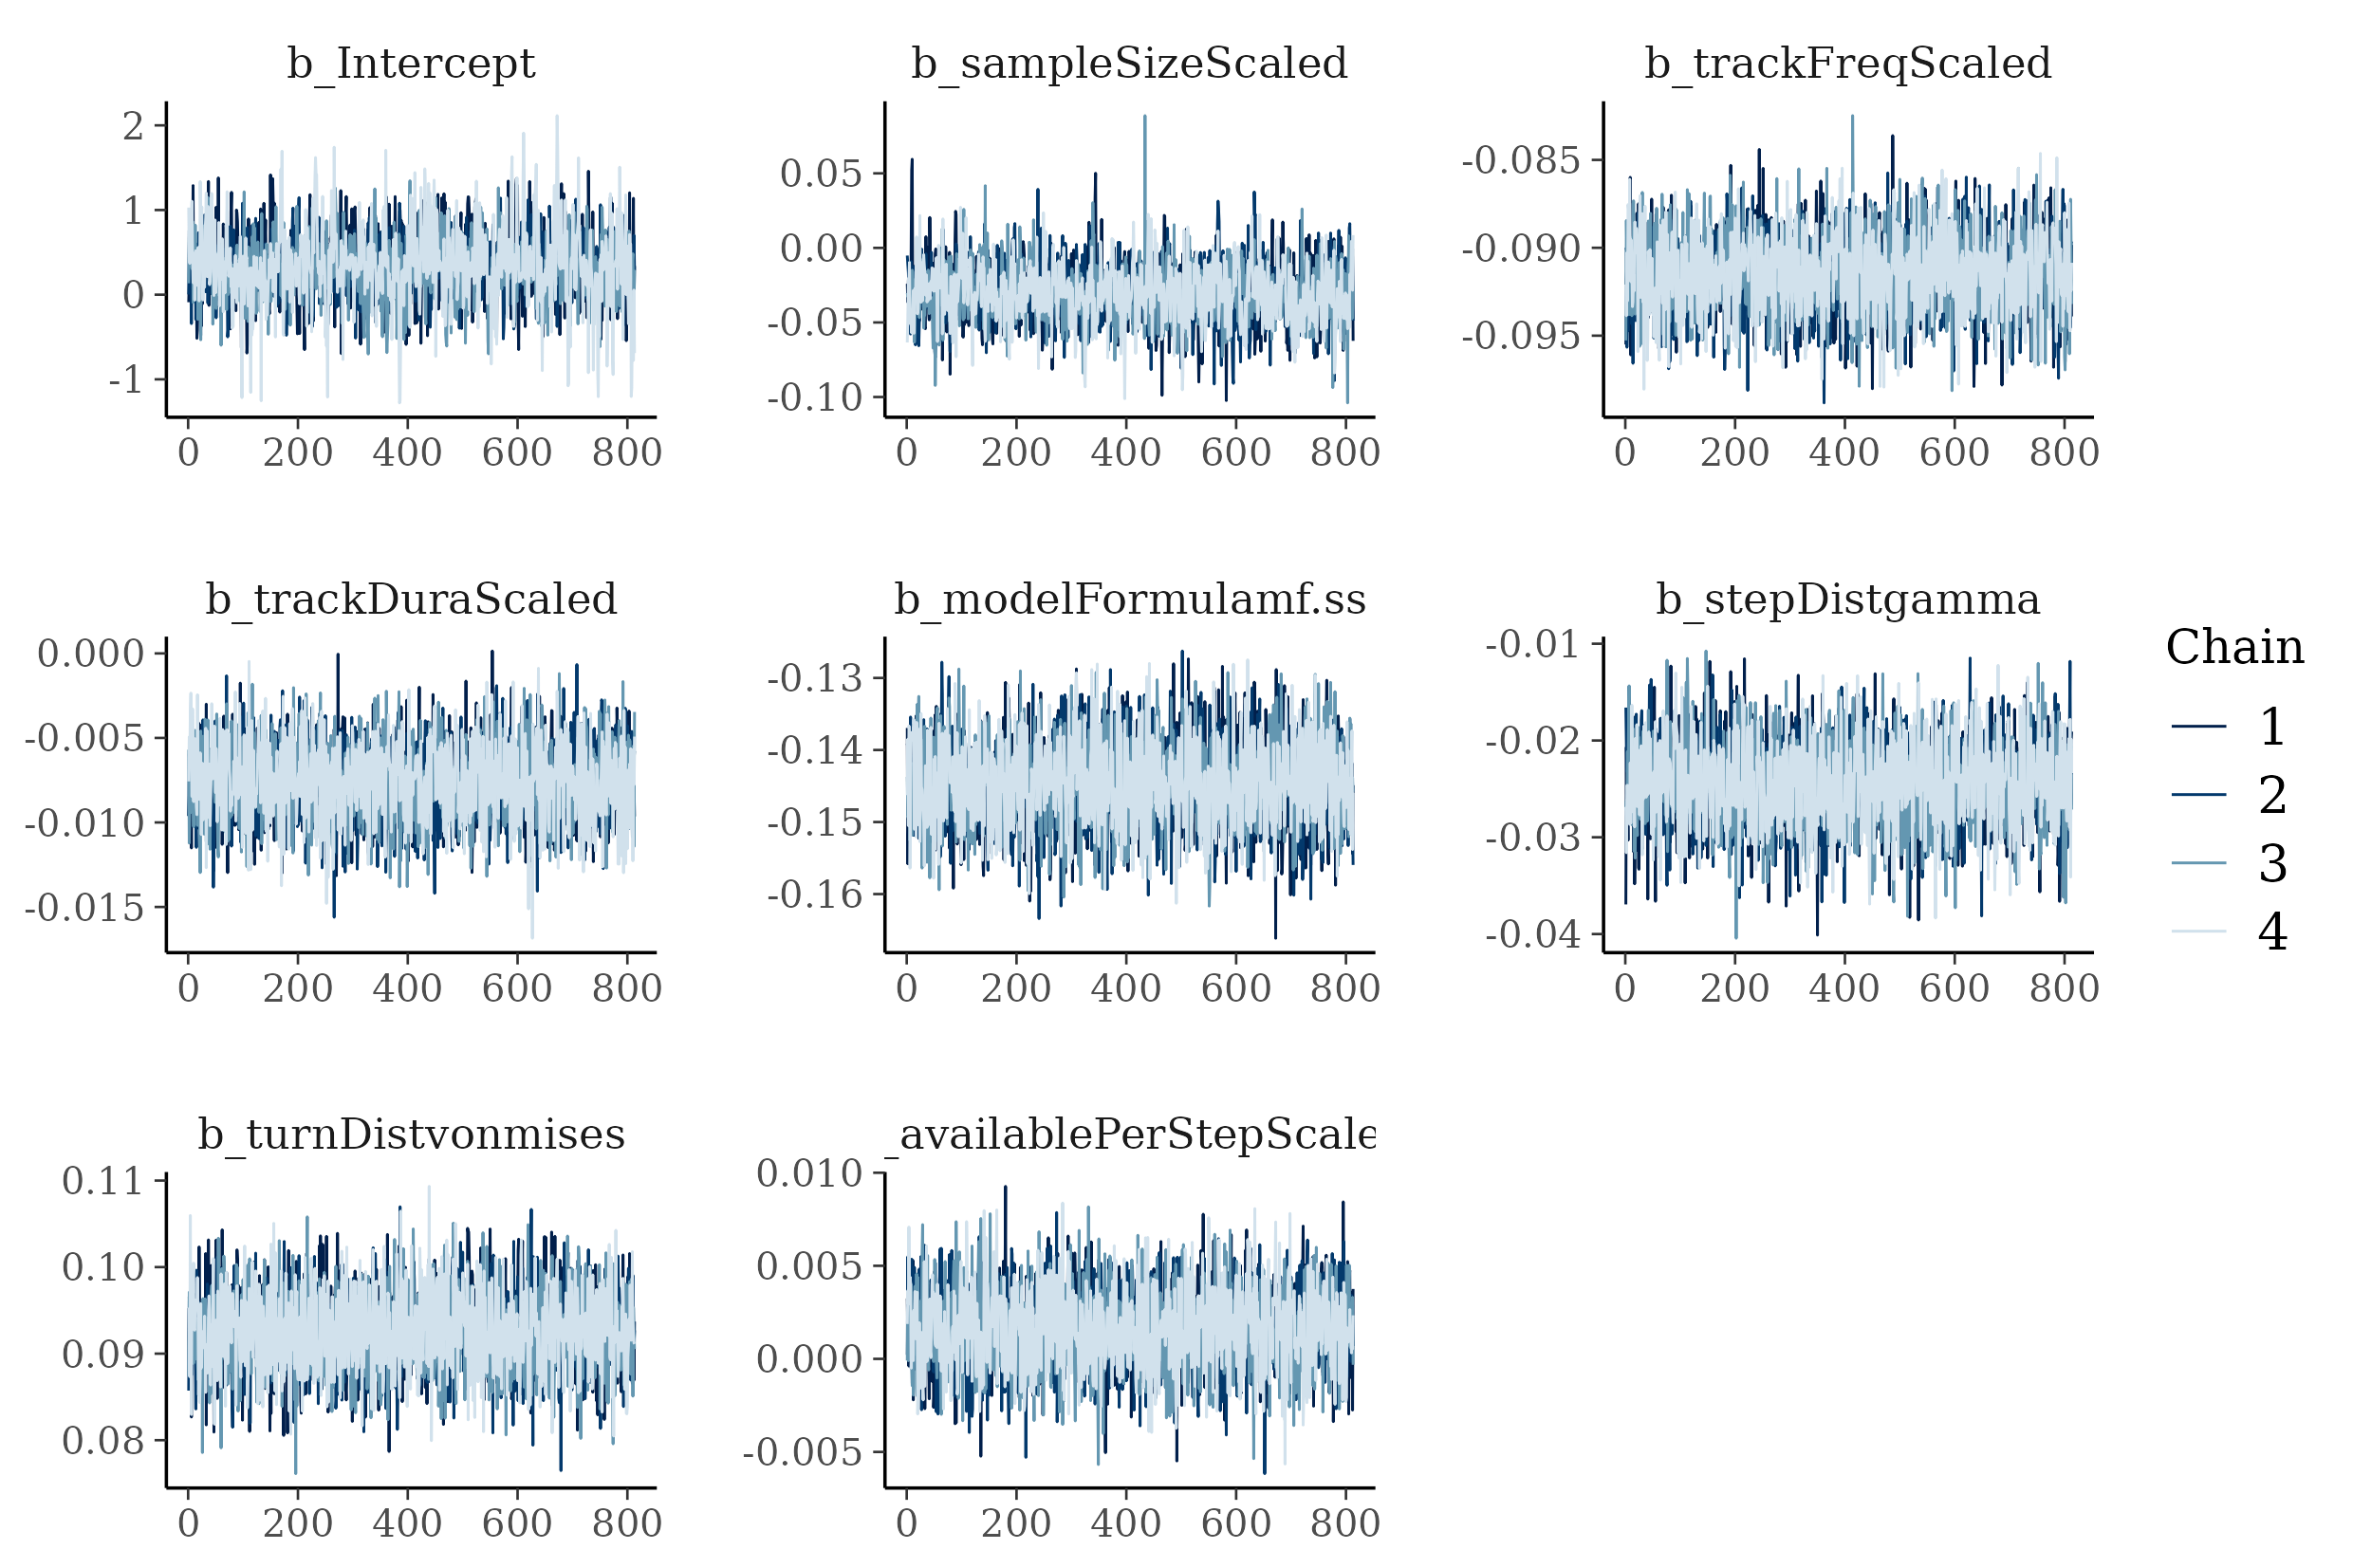 b_Intercept
2
1
0
-1
0 200 400 600 800
b_sampleSizeScaled
0.05
0.00
-0.05
-0.10
0 200 400 600 800
b_trackFreqScaled
-0.085
-0.090
-0.095
0 200 400 600 800
b_trackDuraScaled
0.000
-0.005
-0.010
-0.015
0 200 400 600 800
b_modelFormulamf.ss
-0.13
-0.14
-0.15
-0.16
0 200 400 600 800
b_stepDistgamma
-0.01
-0.02
-0.03
-0.04
0 200 400 600 800
Chain
1
2
3
4
b_turnDistvonmises
0.11
0.10
0.09
0.08
0 200 400 600 800
_availablePerStepScale
0.010
0.005
0.000
-0.005
0 200 400 600 800